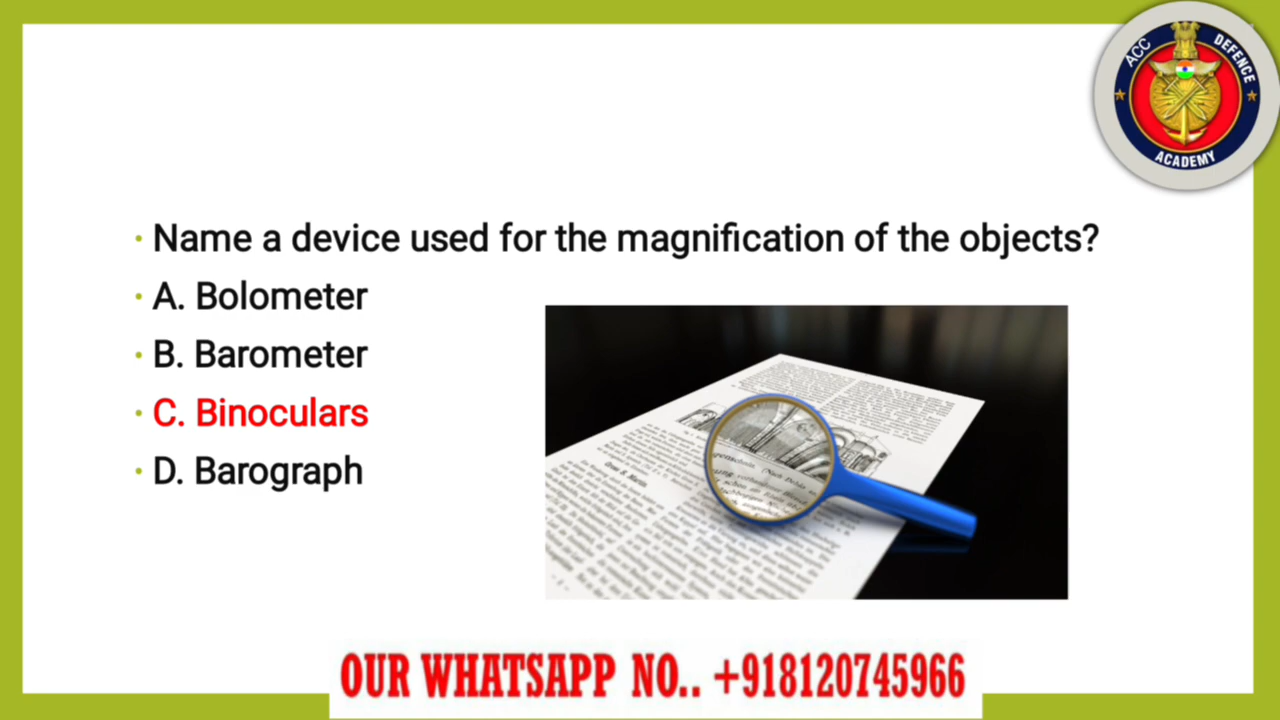 ACC DEFENCE
ACADEMY
Name a device used for the magnification of the objects?
A. Bolometer
B. Barometer
C. Binoculars
D. Barograph
OUR WHATSAPP NO.. +918120745966